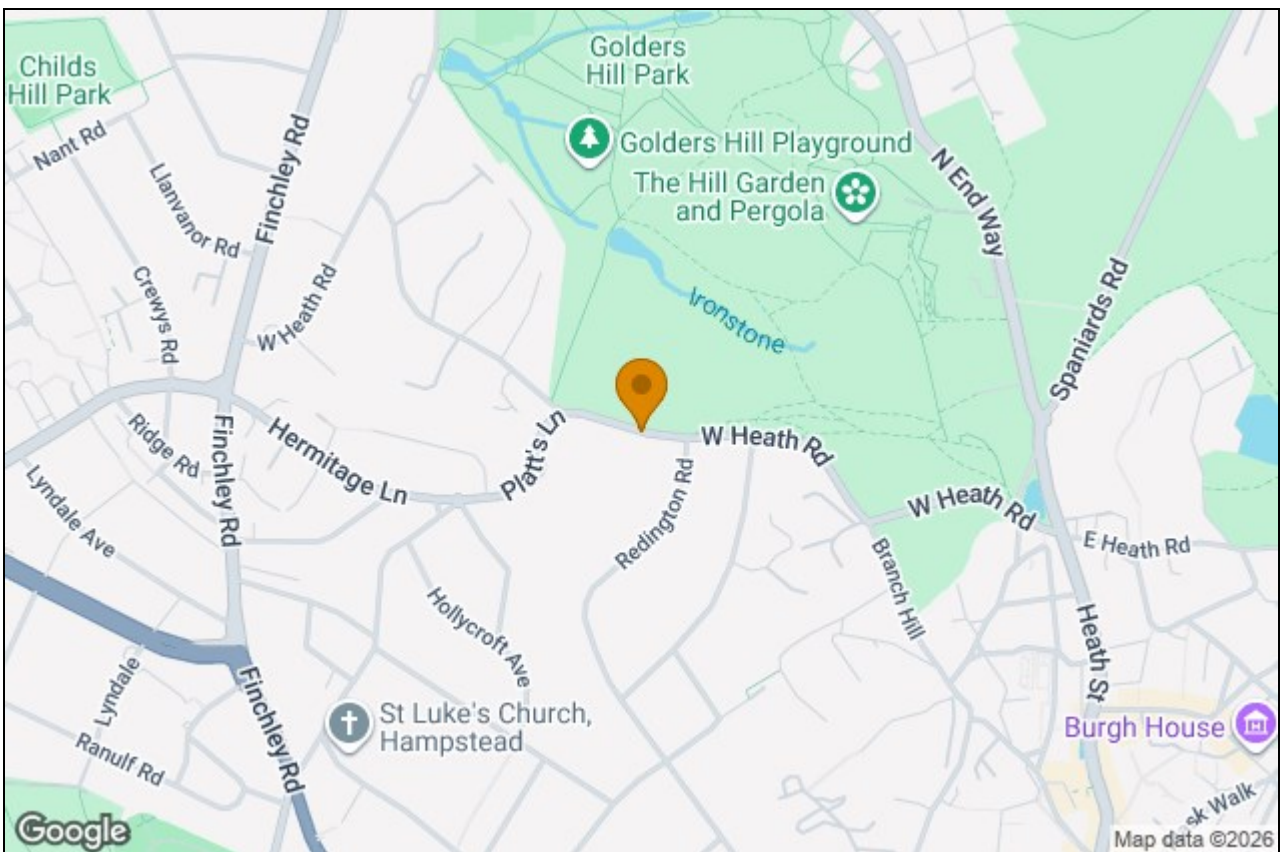 Childs
Hill Park
Golders
Hill Park
Nant Rd
Finchley Rd
Golders Hill Playground
The Hill Garden
and Pergola
N End Way
Llanvanor Rd
Crewys Rd
W Heath Rd
Ironstone
Spaniards Rd
Ridge Rd
Hermitage Ln
Platt's Ln
W Heath Rd
Finchley Rd
Lyndale Ave
Redington Rd
W Heath Rd
E Heath Rd
Branch Hill
Hollycroft Ave
Heath St
Lyndale
Finchley Rd
St Luke's Church,
Hampstead
Burgh House
Ranulf Rd
sk Walk
Google
Map data ©2026